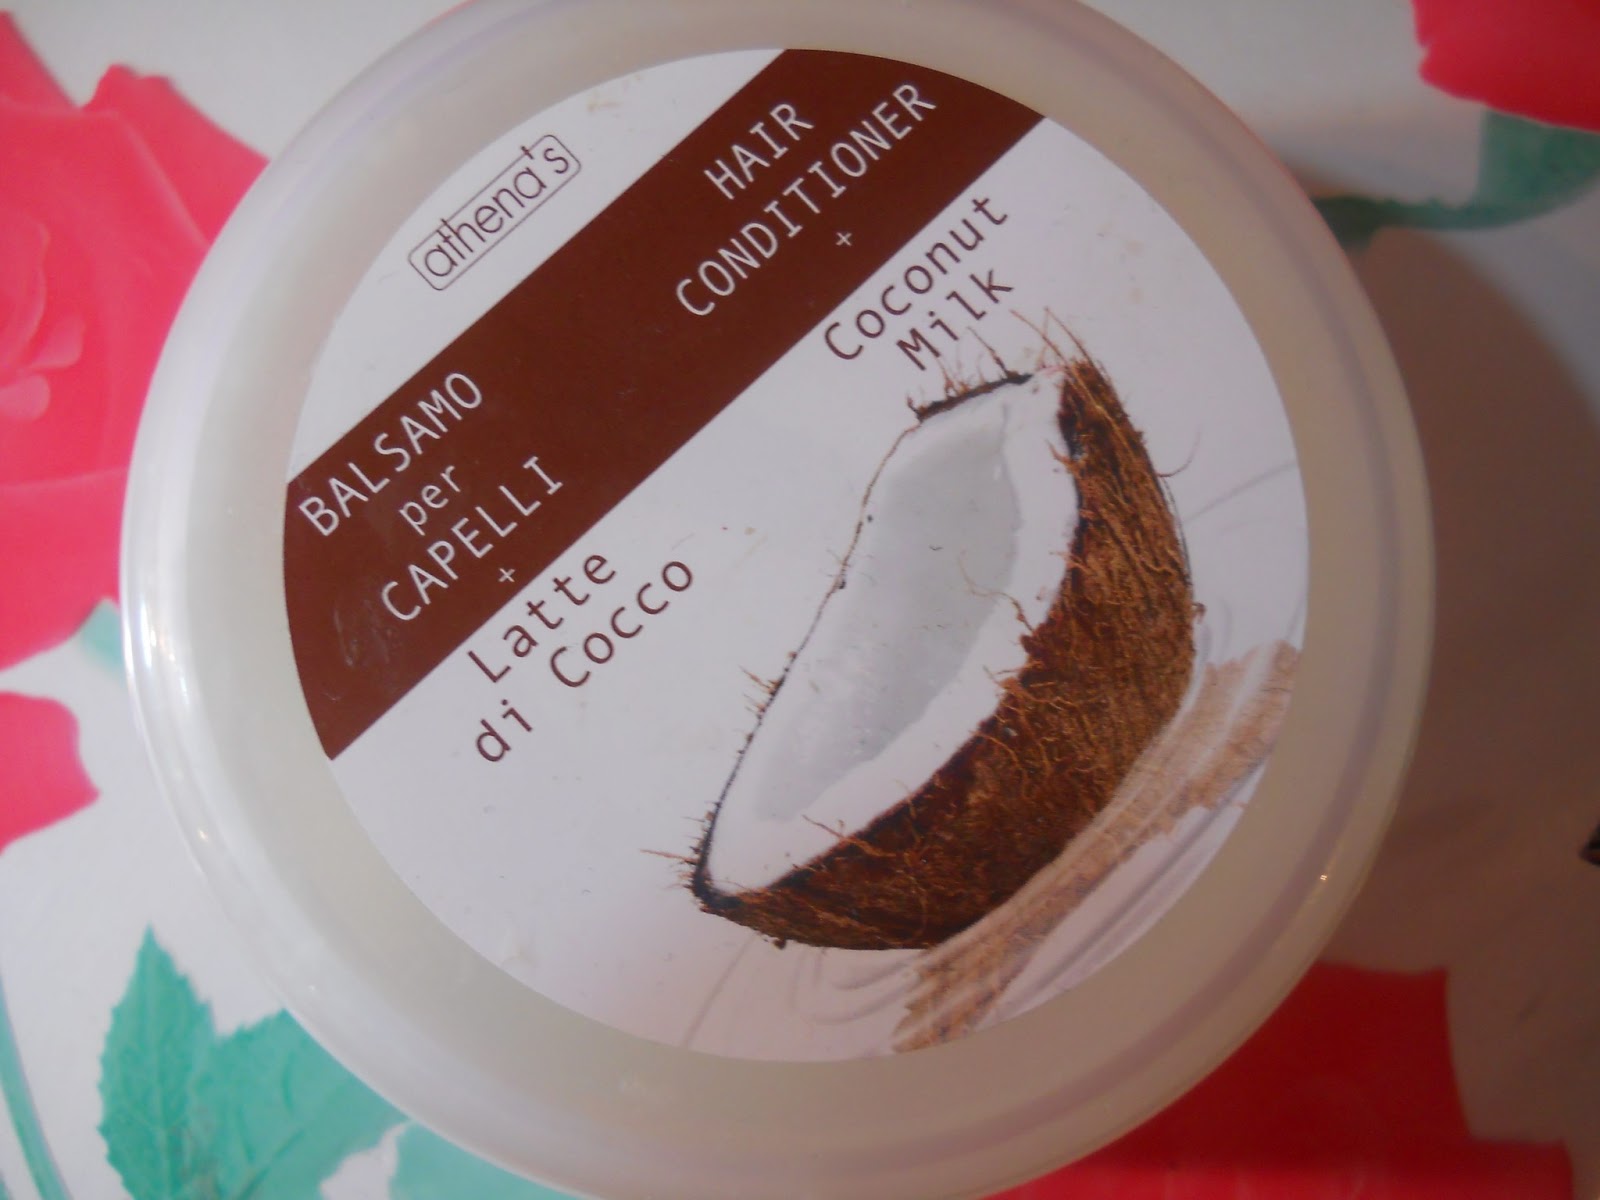 athena's
BALSAMO
per
CAPELLI
+
Latte
di Cocco
HAIR
CONDITIONER
+
Coconut
Milk